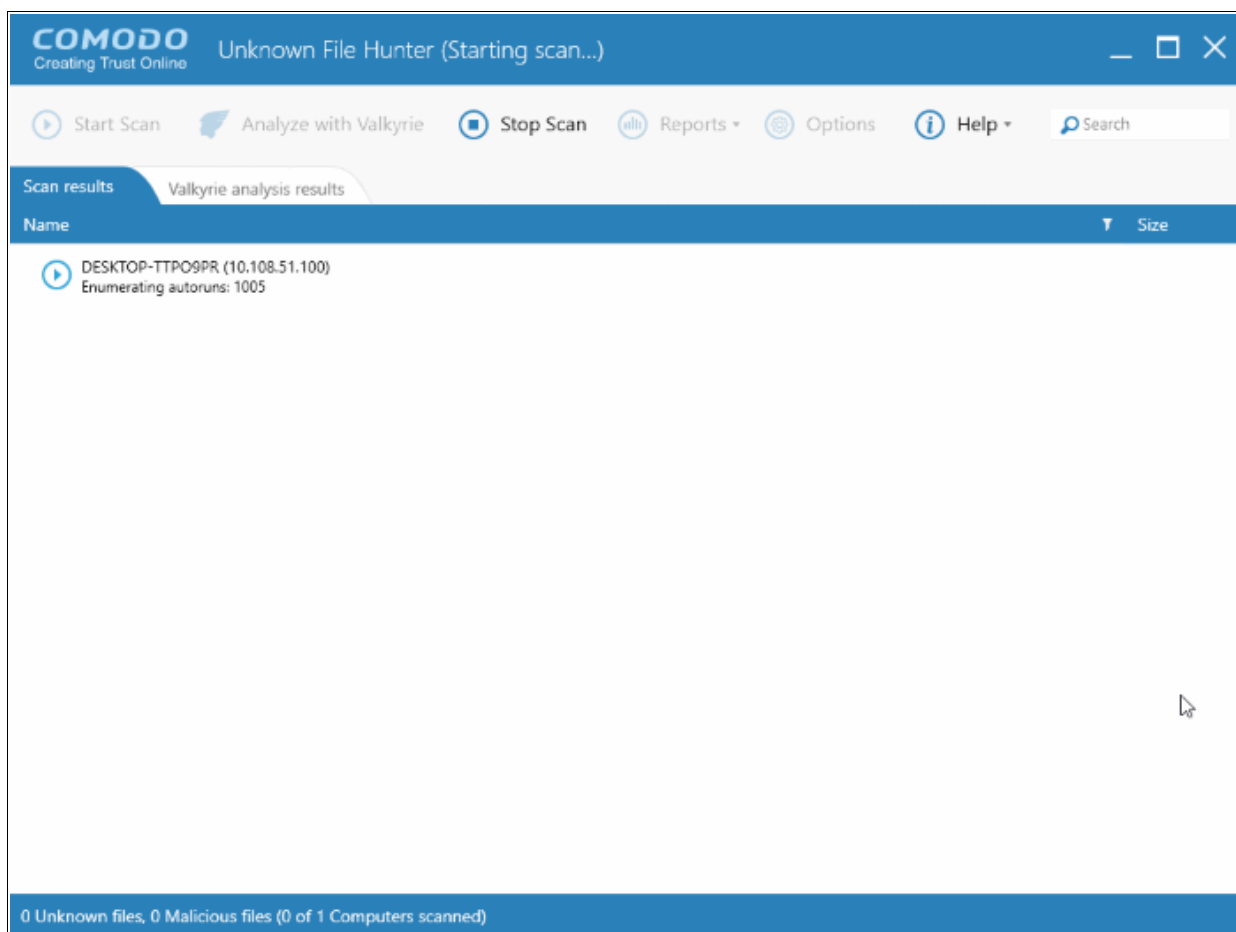 COMODO
Creating Trust Online
Unknown File Hunter (Starting scan...)
Start Scan
Analyze with Valkyrie
Stop Scan
Reports
Options
Help
Search
Scan results
Valkyrie analysis results
Name
Size
DESKTOP-TTPO9PR (10.108.51.100)
Enumerating autoruns: 1005
0 Unknown files, 0 Malicious files (0 of 1 Computers scanned)